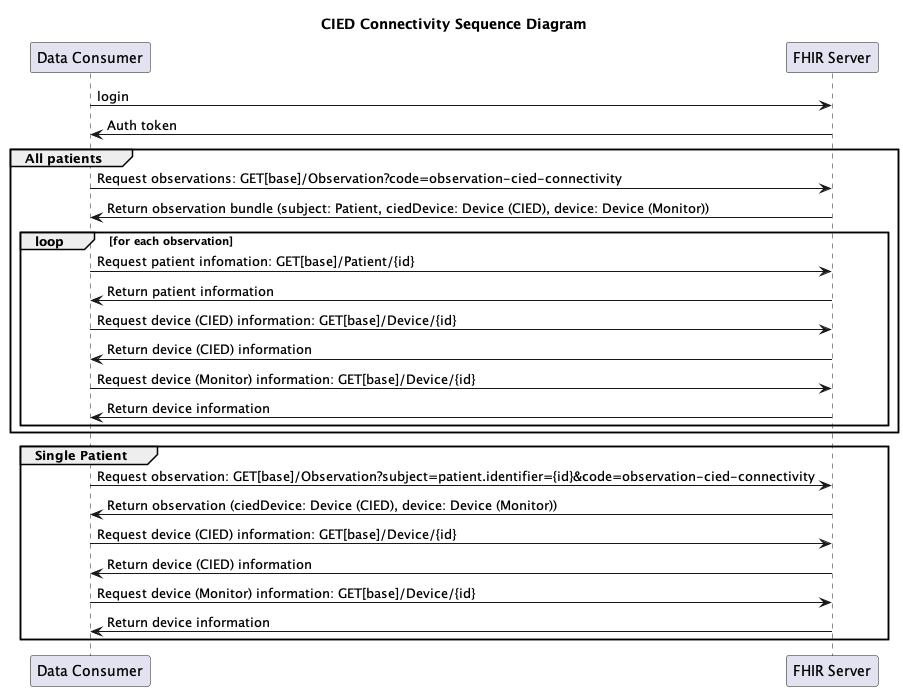 CIED Connectivity Sequence Diagram
Data Consumer
FHIR Server
login
Auth token
All patients
Request observations: GET[base]/Observation?code=observation-cied-connectivity
Return observation bundle (subject: Patient, ciedDevice: Device (CIED), device: Device (Monitor))
loop
[for each observation]
Request patient infomation: GET[base]/Patient/{id}
Return patient information
Request device (CIED) information: GET[base]/Device/{id}
Return device (CIED) information
Request device (Monitor) information: GET[base]/Device/{id}
Return device information
Single Patient
Request observation: GET[base]/Observation?subject=patient.identifier={id}&code=observation-cied-connectivity
Return observation (ciedDevice: Device (CIED), device: Device (Monitor))
Request device (CIED) information: GET[base]/Device/{id}
Return device (CIED) information
Request device (Monitor) information: GET[base]/Device/{id}
Return device information
Data Consumer
FHIR Server